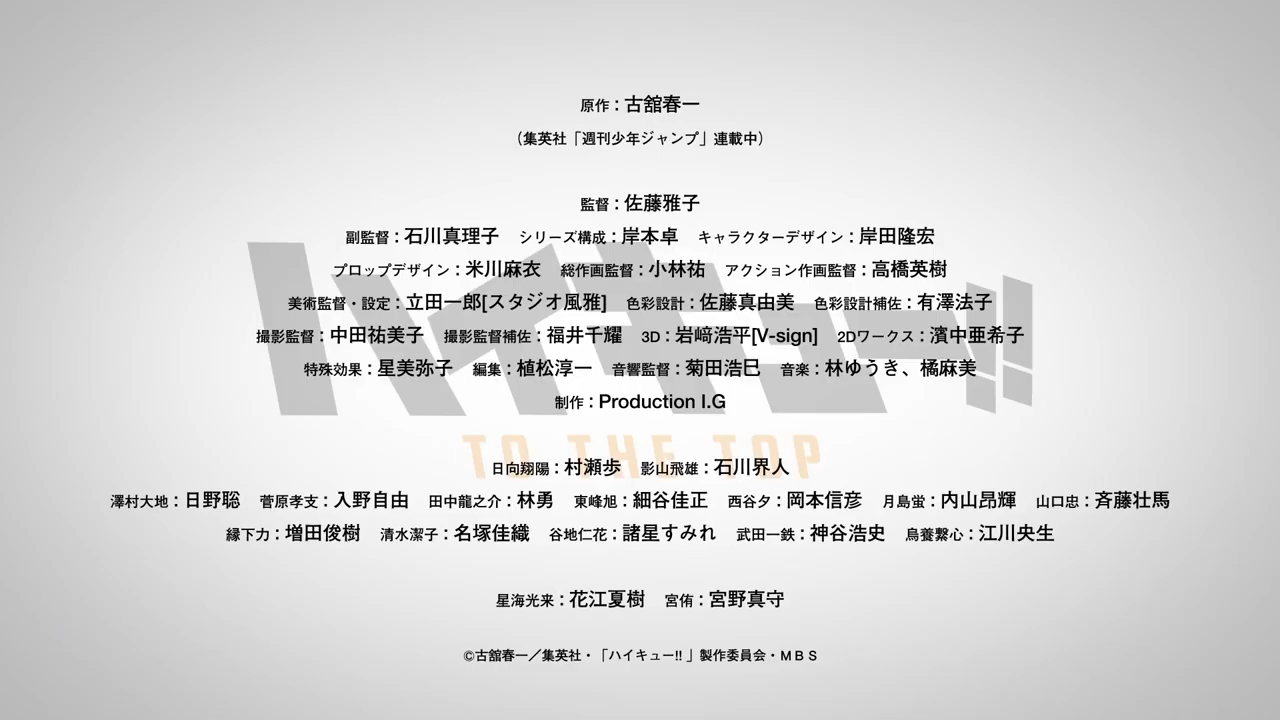 原作：古舘春一
（集英社「週刊少年ジャンプ」連載中）
監督：佐藤雅子
副監督：石川真理子　シリーズ構成：岸本卓　キャラクターデザイン：岸田隆宏
プロップデザイン：米川麻衣　総作画監督：小林祐　アクション作画監督：高橋英樹
美術監督・設定：立田一郎[スタジオ風雅]　色彩設計：佐藤真由美　色彩設計補佐：有澤法子
撮影監督：中田祐美子　撮影監督補佐：福井千耀　3D：岩﨑浩平[V-sign]　2Dワークス：濱中亜希子
特殊効果：星美弥子　編集：植松淳一　音響監督：菊田浩巳　音楽：林ゆうき、橘麻美
制作：Production I.G
ハイキュー!!
TO THE TOP
日向翔陽：村瀬歩　影山飛雄：石川界人
澤村大地：日野聡　菅原孝支：入野自由　田中龍之介：林勇　東峰旭：細谷佳正　西谷夕：岡本信彦　月島蛍：内山昂輝　山口忠：斉藤壮馬
縁下力：増田俊樹　清水潔子：名塚佳織　谷地仁花：諸星すみれ　武田一鉄：神谷浩史　烏養繫心：江川央生
星海光来：花江夏樹　宮侑：宮野真守
©古舘春一／集英社・「ハイキュー!!」製作委員会・ＭＢＳ